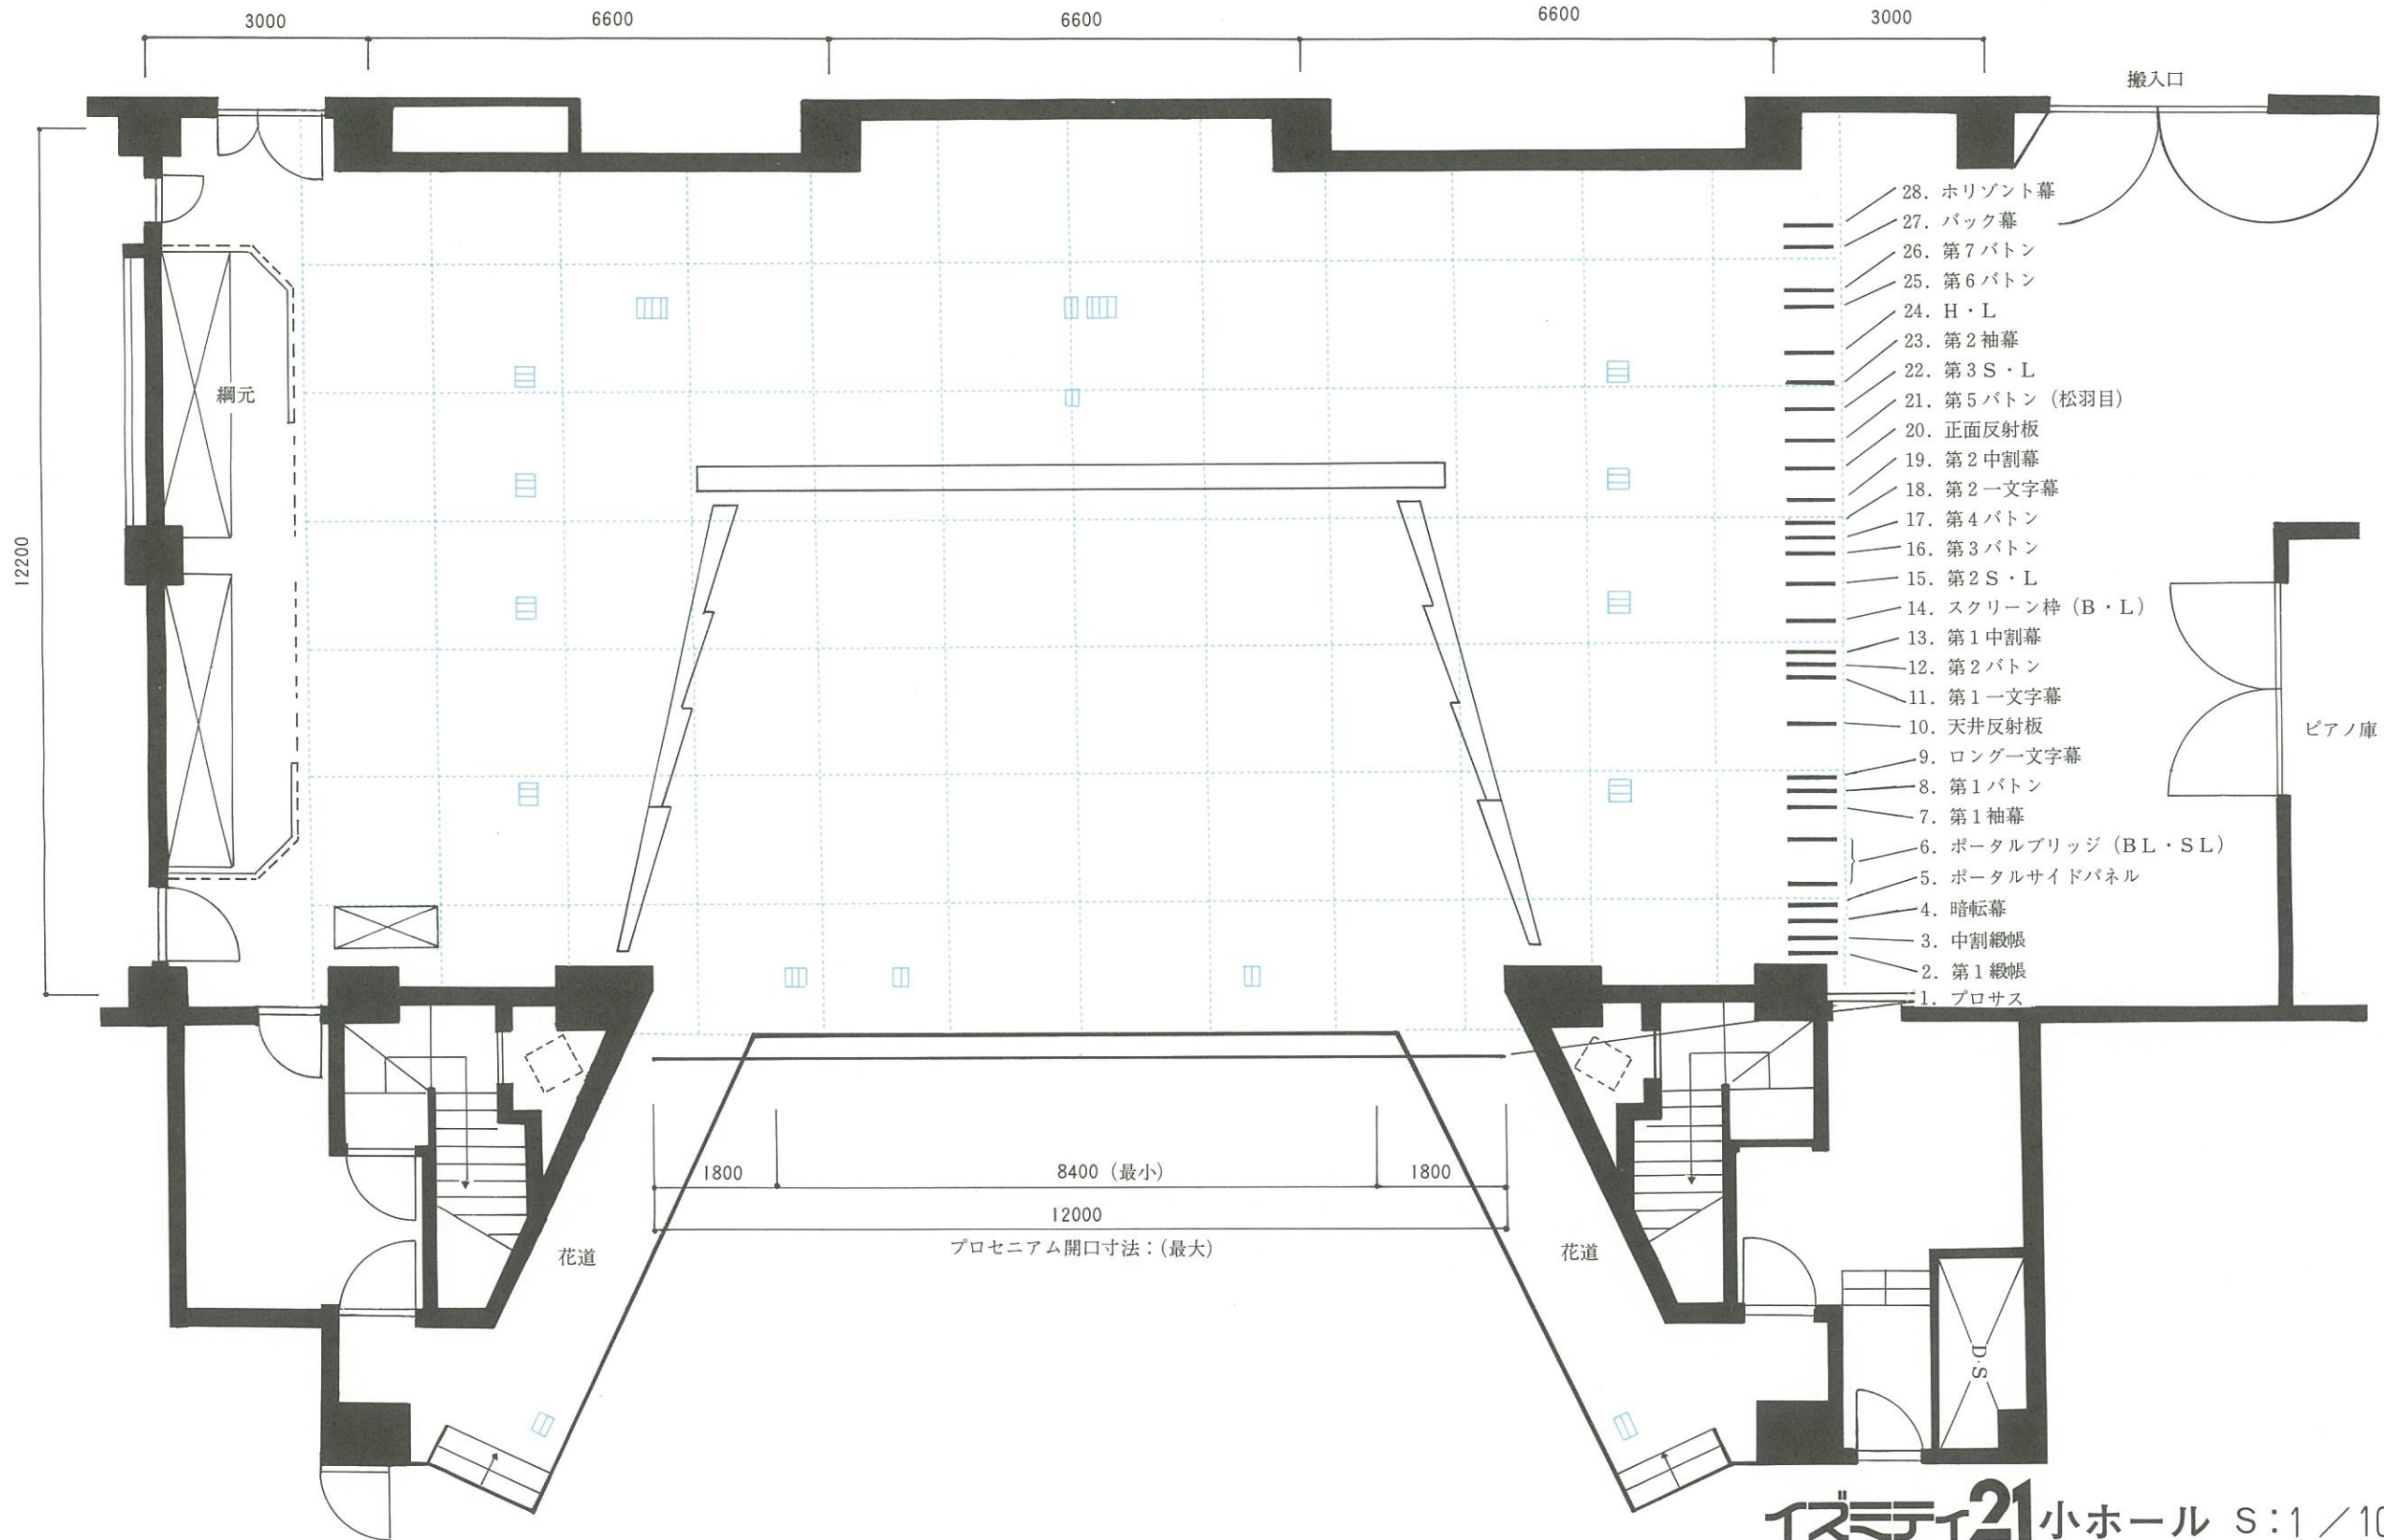 3000
6600
6600
6600
3000
搬入口
12200
綱元
28. ホリゾント幕
27. バック幕
26. 第7バトン
25. 第6バトン
24. H・L
23. 第2袖幕
22. 第3S・L
21. 第5バトン(松羽目)
20. 正面反射板
19. 第2中割幕
18. 第2一文字幕
17. 第4バトン
16. 第3バトン
15. 第2S・L
14. スクリーン枠(B・L)
13. 第1中割幕
12. 第2バトン
11. 第1一文字幕
10. 天井反射板
9. ロング一文字幕
8. 第1バトン
7. 第1袖幕
6. ポータルブリッジ(BL・SL)
5. ポータルサイドパネル
4. 暗転幕
3. 中割緞帳
2. 第1緞帳
1. プロサス
ピアノ庫
1800
8400(最小)
1800
12000
プロセニアム開口寸法:(最大)
花道
花道
D·S
イズミティ21小ホール S:1/10